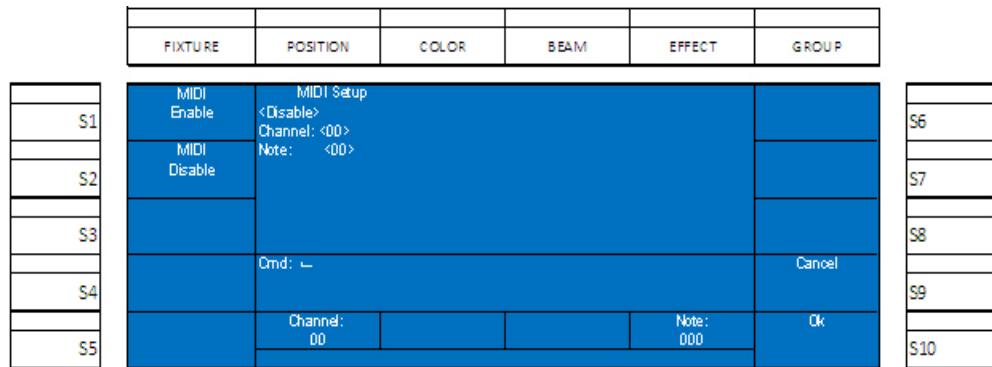 FIXTURE POSITION COLOR BEAM EFFECT GROUP
MIDI
Enable
MIDI Setup
<Disable>
Channel: <00>
S1
S6
MIDI
Disable
Note: <00>
S2
S7
S3
S8
Cmd:
Cancel
S4
S9
Channel:
00
Note:
000
Ok
S5
S10